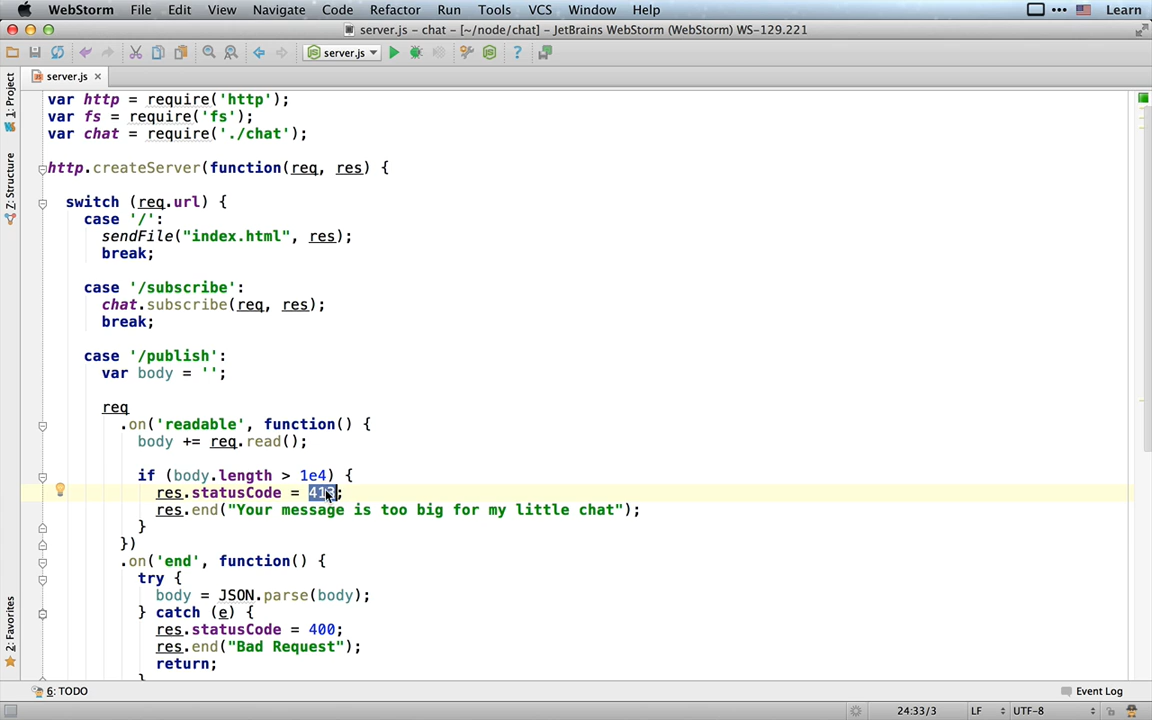 WebStorm File Edit View Navigate Code Refactor Run Tools VCS Window Help Learn
server.js – chat – [~/node/chat] – JetBrains WebStorm (WebStorm) WS-129.221
server.js
server.js
1: Project
Z: Structure
2: Favorites
var http = require('http');
var fs = require('fs');
var chat = require('./chat');
http.createServer(function(req, res) {
switch (req.url) {
case '/':
sendFile("index.html", res);
break;
case '/subscribe':
chat.subscribe(req, res);
break;
case '/publish':
var body = '';
req
.on('readable', function() {
body += req.read();
if (body.length > 1e4) {
res.statusCode = 413;
res.end("Your message is too big for my little chat");
}
})
.on('end', function() {
try {
body = JSON.parse(body);
} catch (e) {
res.statusCode = 400;
res.end("Bad Request");
return;
}
6: TODO Event Log
24:33/3 LF UTF-8